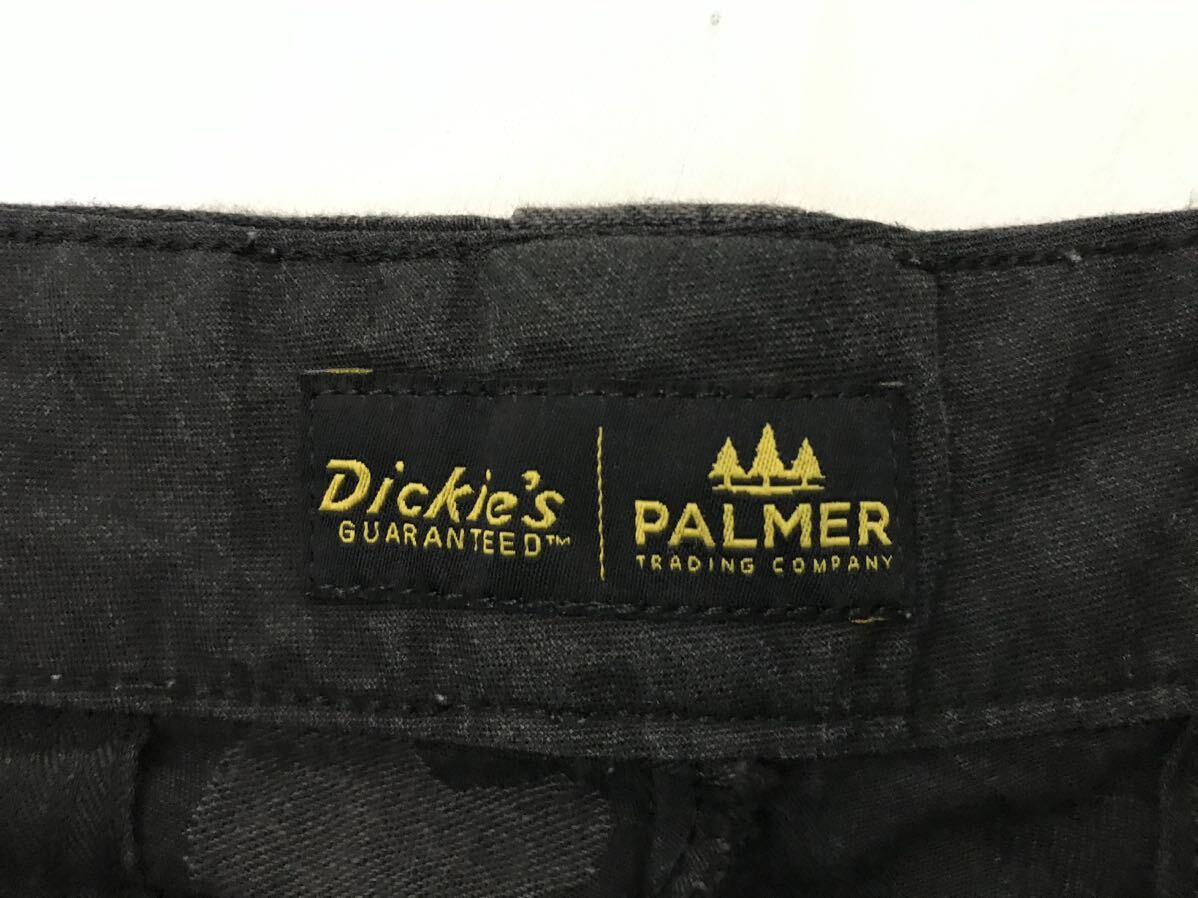 Dickie's
GUARANTEED™
PALMER
TRADING COMPANY